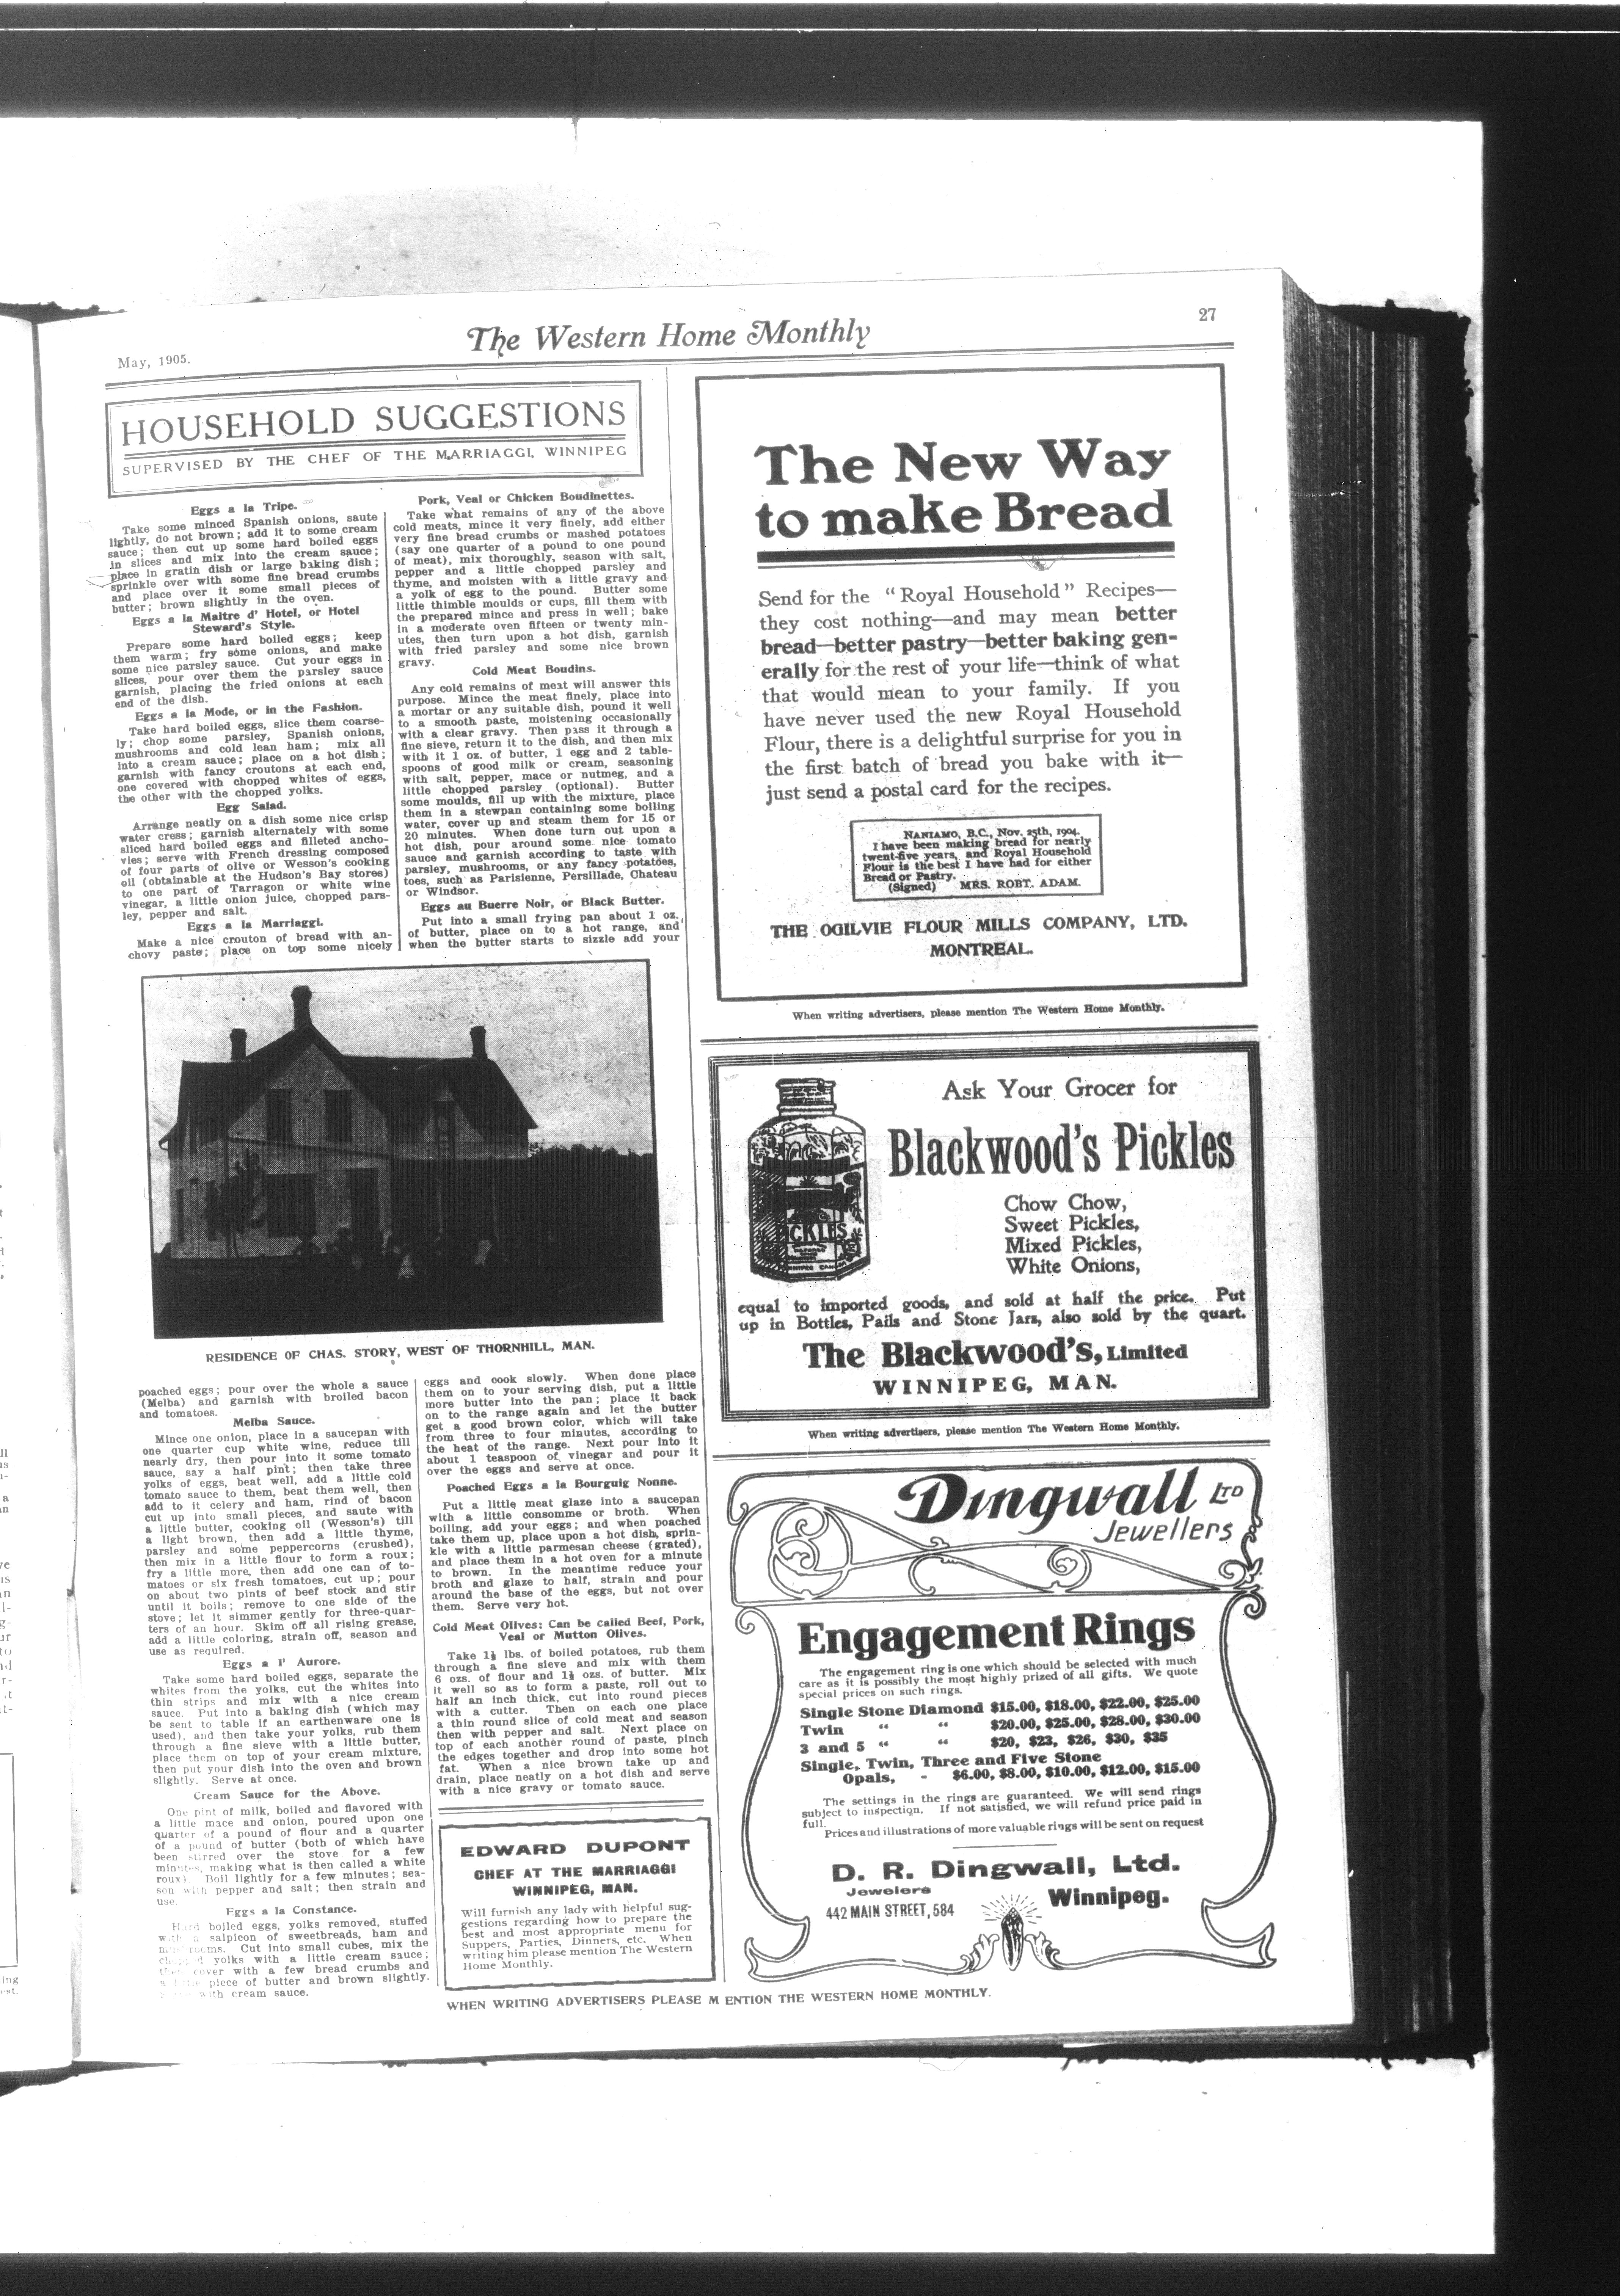 May, 1905.
The Western Home Monthly
27
HOUSEHOLD SUGGESTIONS
SUPERVISED BY THE CHEF OF THE MARRIAGGI, WINNIPEG
Eggs a la Tripe.
Take some minced Spanish onions, saute
lightly, do not brown; add it to some cream
sauce; then cut up some hard boiled eggs
in slices and mix into the cream sauce;
place in gratin dish or large baking dish;
sprinkle over with some fine bread crumbs
and place over it some small pieces of
butter; brown slightly in the oven.
Eggs a la Maitre d' Hotel, or Hotel
Steward's Style.
Prepare some hard boiled eggs; keep
them warm; fry some onions, and make
some nice parsley sauce. Cut your eggs in
slices, pour over them the parsley sauce
garnish, placing the fried onions at each
end of the dish.
Eggs a la Mode, or in the Fashion.
Take hard boiled eggs, slice them coarse-
ly; chop some parsley, Spanish onions,
mushrooms and cold lean ham; mix all
into a cream sauce; place on a hot dish;
garnish with fancy croutons at each end,
one covered with chopped whites of eggs,
the other with the chopped yolks.
Egg Salad.
Arrange neatly on a dish some nice crisp
water cress; garnish alternately with some
sliced hard boiled eggs and filleted ancho-
vies; serve with French dressing composed
of four parts of olive or Wesson's cooking
oil (obtainable at the Hudson's Bay stores)
to one part of Tarragon or white wine
vinegar, a little onion juice, chopped pars-
ley, pepper and salt.
Eggs a la Marriaggi.
Make a nice crouton of bread with an-
chovy paste; place on top some nicely
Pork, Veal or Chicken Boudinettes.
Take what remains of any of the above
cold meats, mince it very finely, add either
very fine bread crumbs or mashed potatoes
(say one quarter of a pound to one pound
of meat), mix thoroughly, season with salt,
pepper and a little chopped parsley and
thyme, and moisten with a little gravy and
a yolk of egg to the pound. Butter some
little thimble moulds or cups, fill them with
the prepared mince and press in well; bake
in a moderate oven fifteen or twenty min-
utes, then turn upon a hot dish, garnish
with fried parsley and some nice brown
gravy.
Cold Meat Boudins.
Any cold remains of meat will answer this
purpose. Mince the meat finely, place into
a mortar or any suitable dish, pound it well
to a smooth paste, moistening occasionally
with a clear gravy. Then pass it through a
fine sieve, return it to the dish, and then mix
with it 1 oz. of butter, 1 egg and 2 table-
spoons of good milk or cream, seasoning
with salt, pepper, mace or nutmeg, and a
little chopped parsley (optional). Butter
some moulds, fill up with the mixture, place
them in a stewpan containing some boiling
water, cover up and steam them for 15 or
20 minutes. When done turn out upon a
hot dish, pour around some nice tomato
sauce and garnish according to taste with
parsley, mushrooms, or any fancy potatoes,
toes, such as Parisienne, Persillade, Chateau
or Windsor.
Eggs au Buerre Noir, or Black Butter.
Put into a small frying pan about 1 oz.
of butter, place on to a hot range, and
when the butter starts to sizzle add your
RESIDENCE OF CHAS. STORY, WEST OF THORNHILL, MAN.
poached eggs; pour over the whole a sauce
(Melba) and garnish with broiled bacon
and tomatoes.
Melba Sauce.
Mince one onion, place in a saucepan with
one quarter cup white wine, reduce till
nearly dry, then pour into it some tomato
sauce, say a half pint; then take three
yolks of eggs, beat well, add a little cold
tomato sauce to them, beat them well, then
add to it celery and ham, rind of bacon
cut up into small pieces, and saute with
a little butter, cooking oil (Wesson's) till
a light brown, then add a little thyme,
parsley and some peppercorns (crushed),
then mix in a little flour to form a roux;
fry a little more, then add one can of to-
matoes or six fresh tomatoes, cut up; pour
on about two pints of beef stock and stir
until it boils; remove to one side of the
stove; let it simmer gently for three-quar-
ters of an hour. Skim off all rising grease,
add a little coloring, strain off, season and
use as required.
Eggs a l' Aurore.
Take some hard boiled eggs, separate the
whites from the yolks, cut the whites into
thin strips and mix with a nice cream
sauce. Put into a baking dish (which may
be sent to table if an earthenware one is
used), and then take your yolks, rub them
through a fine sieve with a little butter,
place them on top of your cream mixture,
then put your dish into the oven and brown
slightly. Serve at once.
Cream Sauce for the Above.
One pint of milk, boiled and flavored with
a little mace and onion, poured upon one
quarter of a pound of flour and a quarter
of a pound of butter (both of which have
been stirred over the stove for a few
minutes, making what is then called a white
roux) Boil lightly for a few minutes; sea-
son with pepper and salt; then strain and
use.
Eggs a la Constance.
Hard boiled eggs, yolks removed, stuffed
with a salpicon of sweetbreads, ham and
rooms. Cut into small cubes, mix the
yolks with a little cream sauce;
cover with a few bread crumbs and
piece of butter and brown slightly.
with cream sauce.
eggs and cook slowly. When done place
them on to your serving dish, put a little
more butter into the pan; place it back
on to the range again and let the butter
get a good brown color, which will take
from three to four minutes, according to
the heat of the range. Next pour into it
about 1 teaspoon of vinegar and pour it
over the eggs and serve at once.
Poached Eggs a la Bourguig Nonne.
Put a little meat glaze into a saucepan
with a little consomme or broth. When
boiling, add your eggs; and when poached
take them up, place upon a hot dish, sprin-
kle with a little parmesan cheese (grated),
and place them in a hot oven for a minute
to brown. In the meantime reduce your
broth and glaze to half, strain and pour
around the base of the eggs, but not over
them. Serve very hot.
Cold Meat Olives: Can be called Beef, Pork,
Veal or Mutton Olives.
Take 1½ lbs. of boiled potatoes, rub them
through a fine sieve and mix with them
6 ozs. of flour and 1½ ozs. of butter. Mix
it well so as to form a paste, roll out to
half an inch thick, cut into round pieces
with a cutter. Then on each one place
a thin round slice of cold meat and season
then with pepper and salt. Next place on
top of each another round of paste, pinch
the edges together and drop into some hot
fat. When a nice brown take up and
drain, place neatly on a hot dish and serve
with a nice gravy or tomato sauce.
EDWARD DUPONT
CHEF AT THE MARRIAGGI
WINNIPEG, MAN.
Will furnish any lady with helpful sug-
gestions regarding how to prepare the
best and most appropriate menu for
Suppers, Parties, Dinners, etc. When
writing him please mention The Western
Home Monthly.
The New Way
to make Bread
Send for the "Royal Household" Recipes—
they cost nothing—and may mean better
bread—better pastry—better baking gen-
erally for the rest of your life—think of what
that would mean to your family. If you
have never used the new Royal Household
Flour, there is a delightful surprise for you in
the first batch of bread you bake with it—
just send a postal card for the recipes.
NANIAMO, B.C., Nov. 25th, 1904.
I have been making bread for nearly
twenty-five years, and Royal Household
Flour is the best I have had for either
Bread or Pastry.
(Signed) MRS. ROBT. ADAM.
THE OGILVIE FLOUR MILLS COMPANY, LTD.
MONTREAL.
When writing advertisers, please mention The Western Home Monthly.
Ask Your Grocer for
Blackwood's Pickles
PICKLES
Chow Chow,
Sweet Pickles,
Mixed Pickles,
White Onions,
equal to imported goods, and sold at half the price. Put
up in Bottles, Pails and Stone Jars, also sold by the quart.
The Blackwood's, Limited
WINNIPEG, MAN.
When writing advertisers, please mention The Western Home Monthly.
Dingwall LTD
Jewellers
Engagement Rings
The engagement ring is one which should be selected with much
care as it is possibly the most highly prized of all gifts. We quote
special prices on such rings.
Single Stone Diamond $15.00, $18.00, $22.00, $25.00
Twin " " $20.00, $25.00, $28.00, $30.00
3 and 5 " " $20, $23, $26, $30, $35
Single, Twin, Three and Five Stone
Opals, - $6.00, $8.00, $10.00, $12.00, $15.00
The settings in the rings are guaranteed. We will send rings
subject to inspection. If not satisfied, we will refund price paid in
full.
Prices and illustrations of more valuable rings will be sent on request
D. R. Dingwall, Ltd.
Jewelers
442 MAIN STREET, 584
Winnipeg.
WHEN WRITING ADVERTISERS PLEASE M ENTION THE WESTERN HOME MONTHLY.